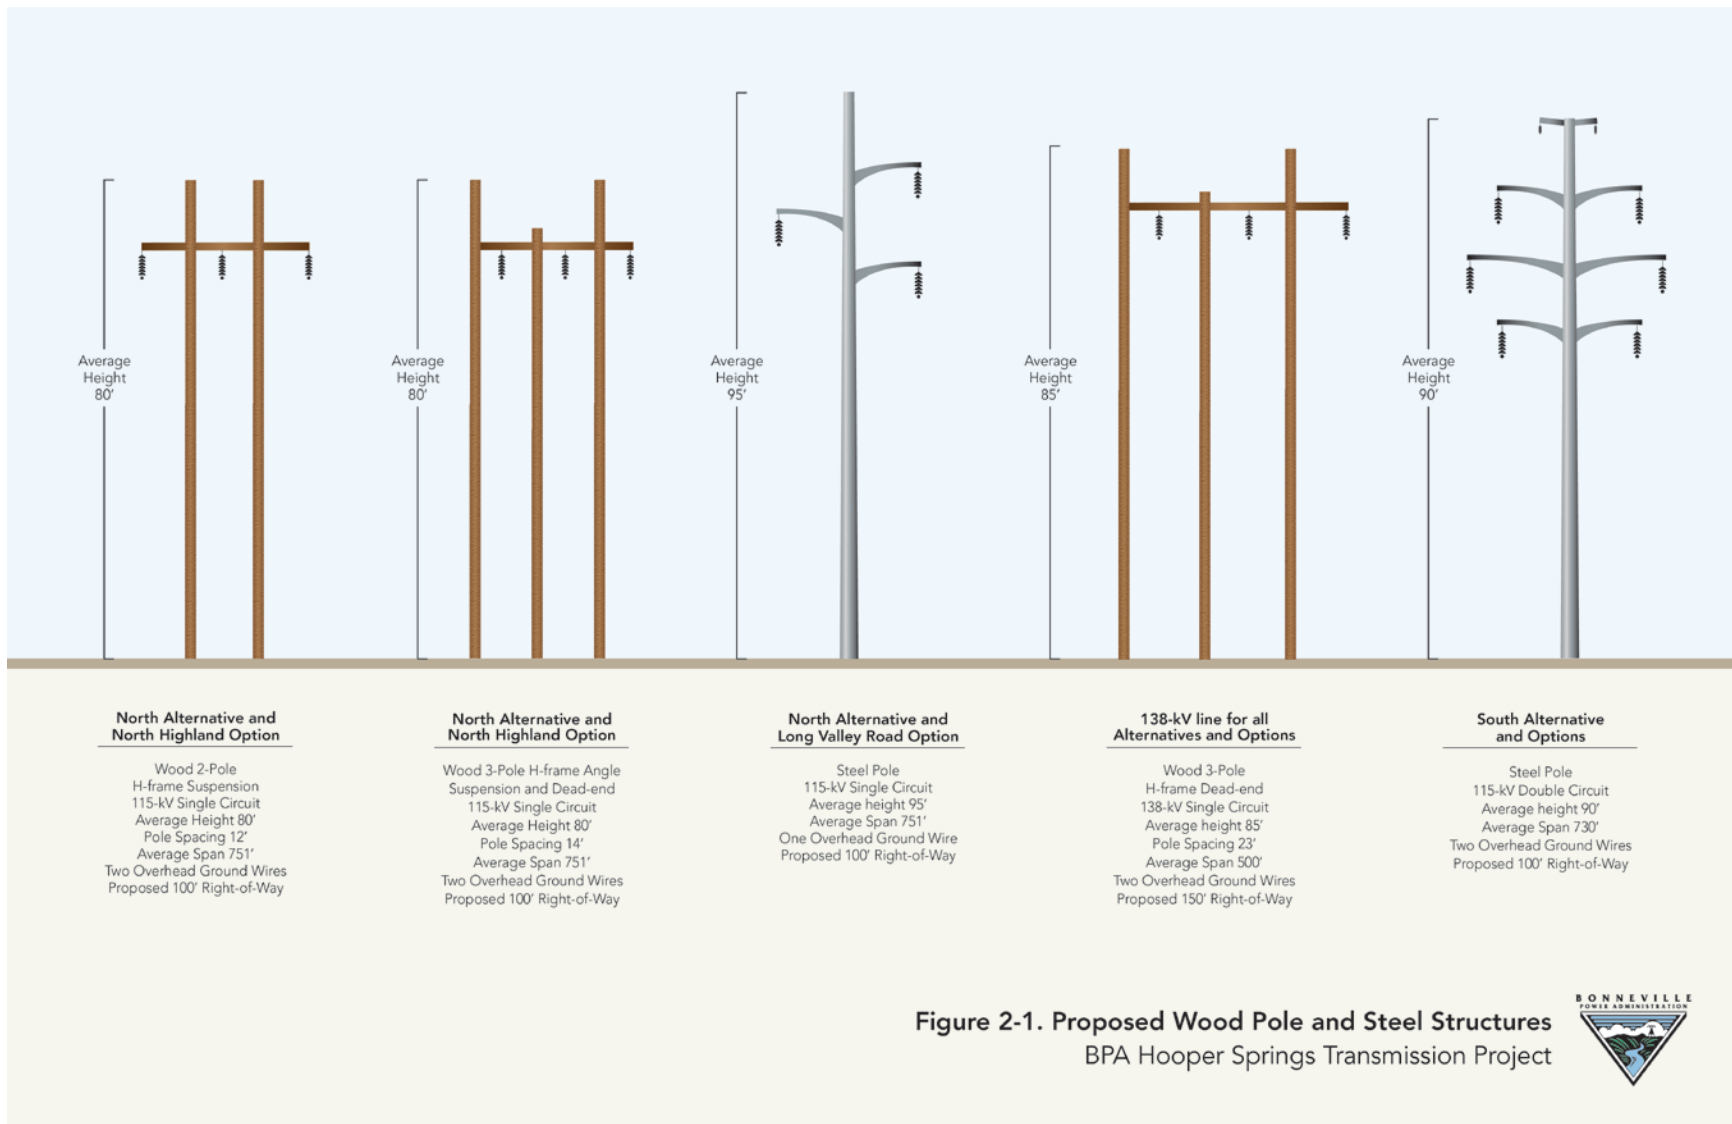 Average
Height
80′
Average
Height
80′
Average
Height
95′
Average
Height
85′
Average
Height
90′
North Alternative and
North Highland Option
Wood 2-Pole
H-frame Suspension
115-kV Single Circuit
Average Height 80′
Pole Spacing 12′
Average Span 751′
Two Overhead Ground Wires
Proposed 100′ Right-of-Way
North Alternative and
North Highland Option
Wood 3-Pole H-frame Angle
Suspension and Dead-end
115-kV Single Circuit
Average Height 80′
Pole Spacing 14′
Average Span 751′
Two Overhead Ground Wires
Proposed 100′ Right-of-Way
North Alternative and
Long Valley Road Option
Steel Pole
115-kV Single Circuit
Average height 95′
Average Span 751′
One Overhead Ground Wire
Proposed 100′ Right-of-Way
138-kV line for all
Alternatives and Options
Wood 3-Pole
H-frame Dead-end
138-kV Single Circuit
Average height 85′
Pole Spacing 23′
Average Span 500′
Two Overhead Ground Wires
Proposed 150′ Right-of-Way
South Alternative
and Options
Steel Pole
115-kV Double Circuit
Average height 90′
Average Span 730′
Two Overhead Ground Wires
Proposed 100′ Right-of-Way
Figure 2-1. Proposed Wood Pole and Steel Structures
BPA Hooper Springs Transmission Project
BONNEVILLE
POWER ADMINISTRATION